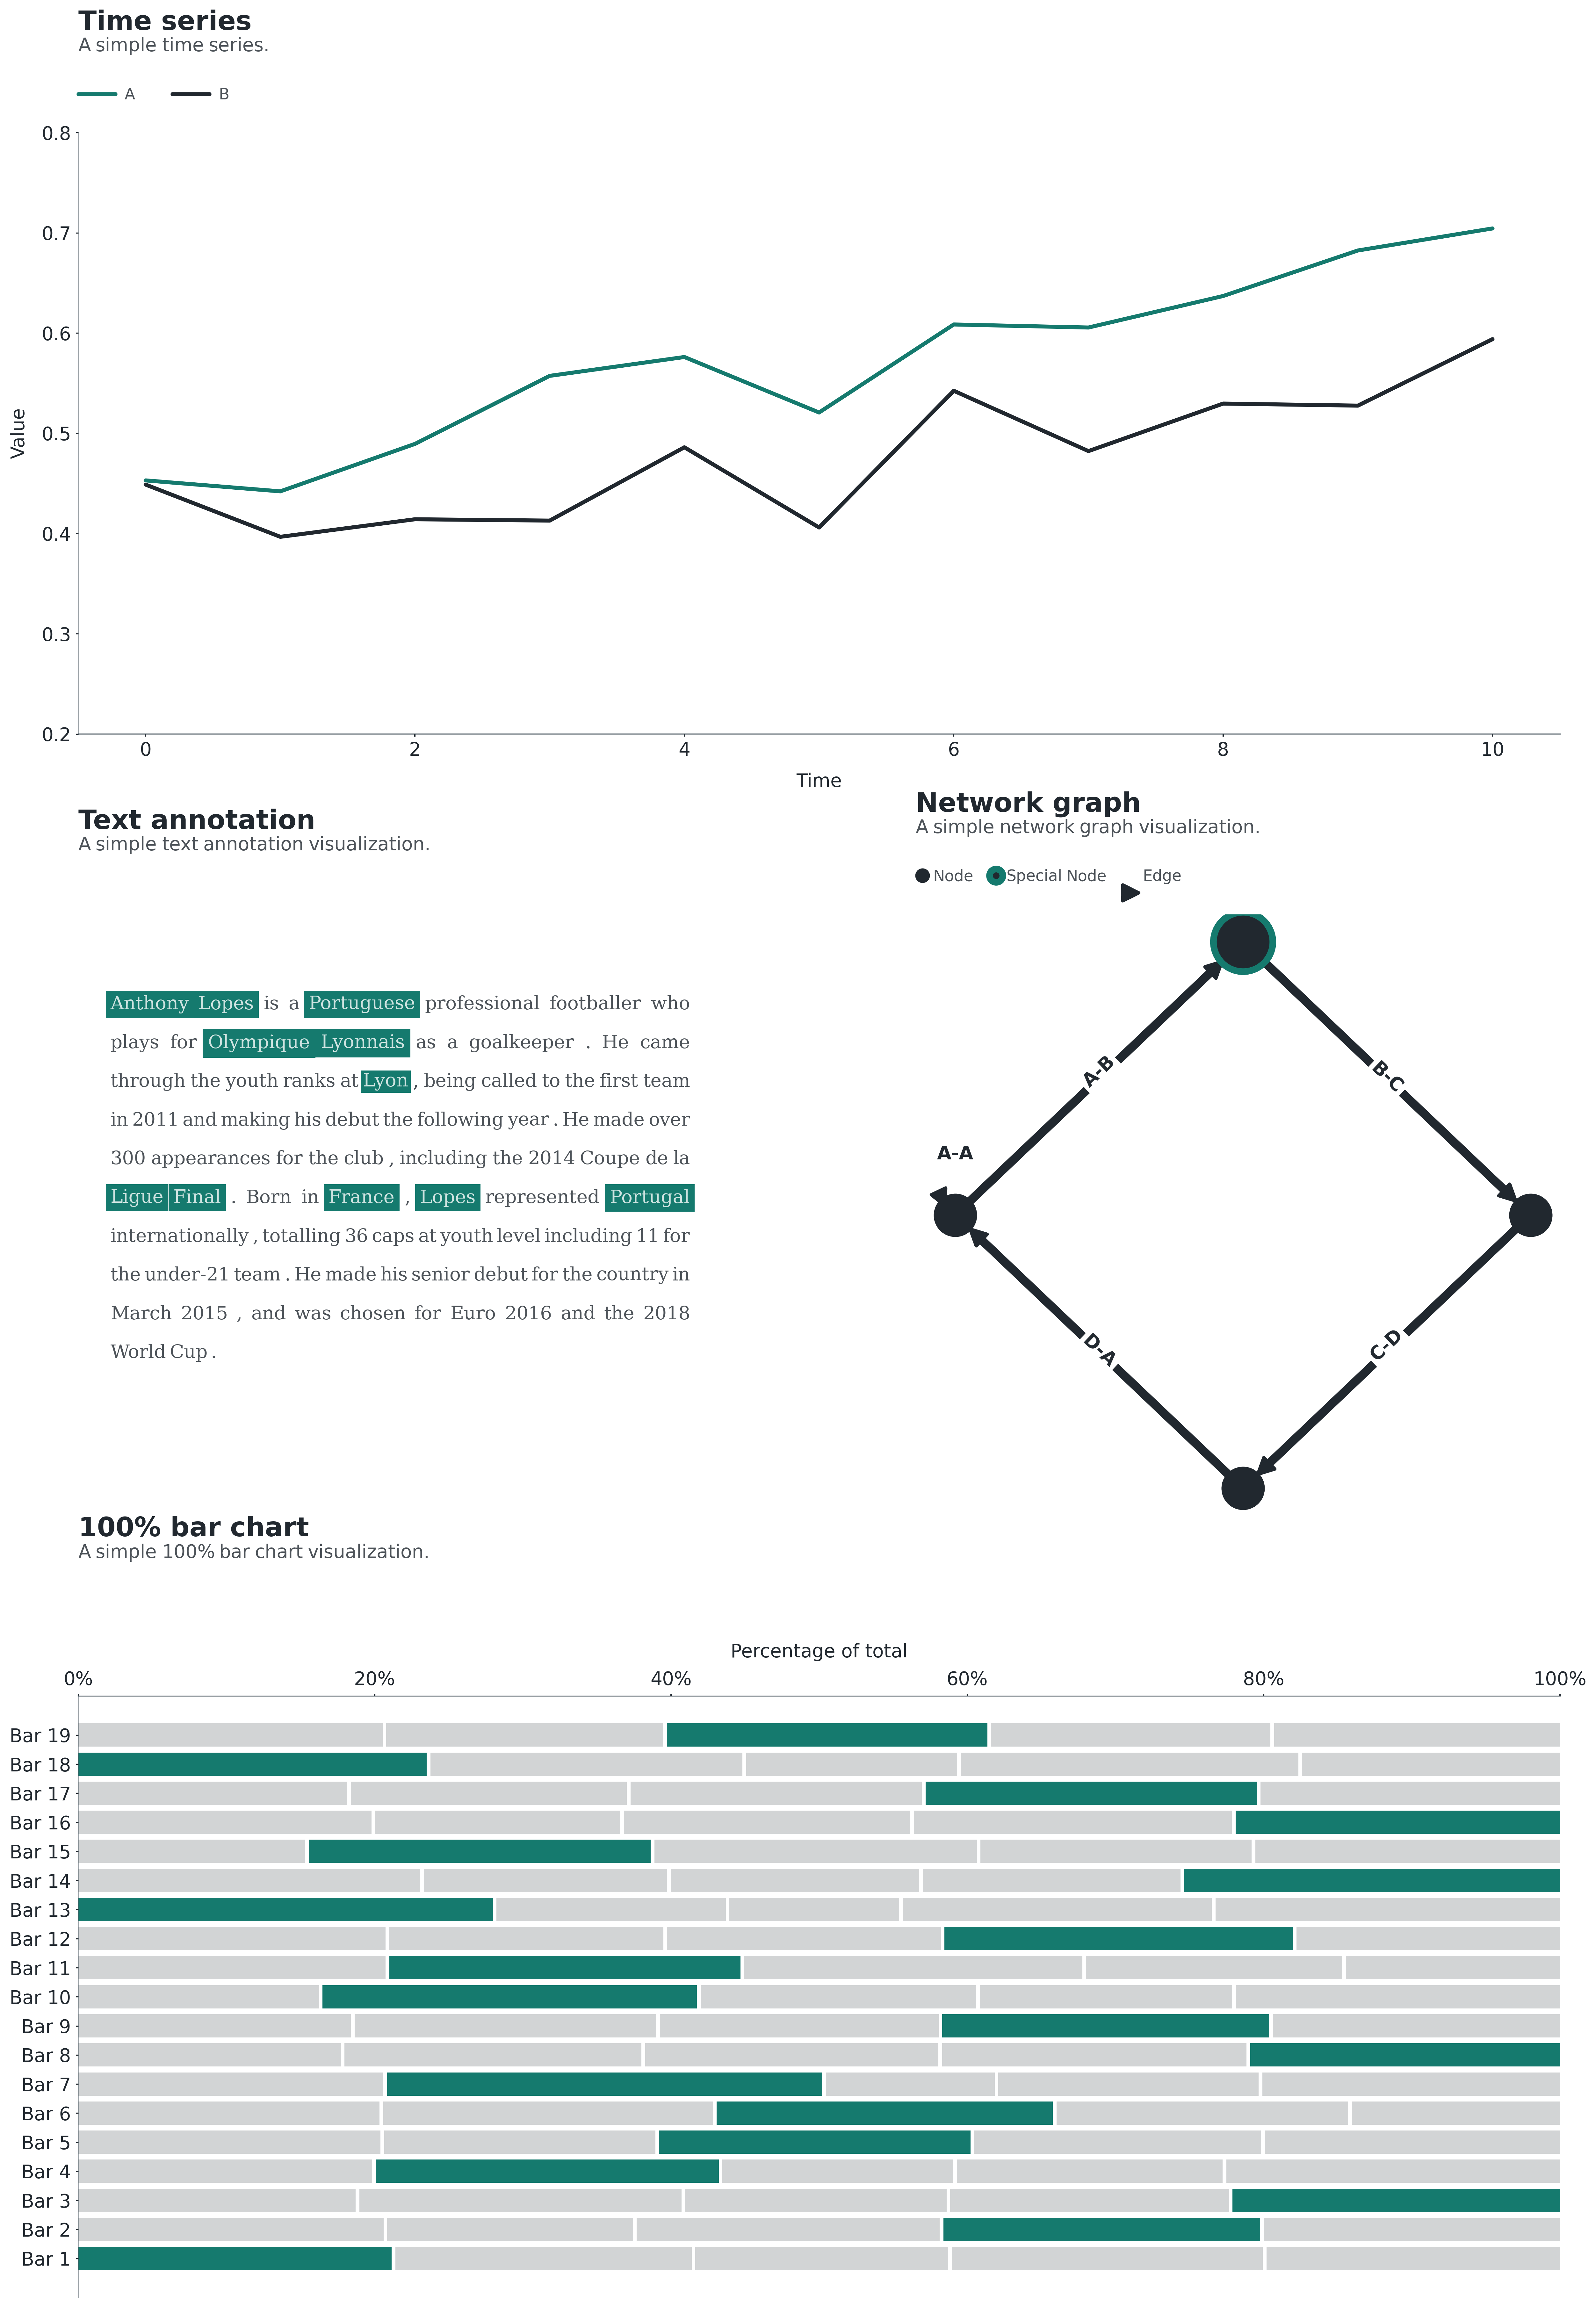 Time series
A simple time series.
A B
0.8
0.7
0.6
0.5
0.4
0.3
0.2
Value
0 2 4 6 8 10
Time
Text annotation
A simple text annotation visualization.
Anthony Lopes is a Portuguese professional footballer who
plays for Olympique Lyonnais as a goalkeeper . He came
through the youth ranks at Lyon , being called to the first team
in 2011 and making his debut the following year . He made over
300 appearances for the club , including the 2014 Coupe de la
Ligue Final . Born in France , Lopes represented Portugal
internationally , totalling 36 caps at youth level including 11 for
the under-21 team . He made his senior debut for the country in
March 2015 , and was chosen for Euro 2016 and the 2018
World Cup .
Network graph
A simple network graph visualization.
Node Special Node Edge
A-B
B-C
A-A
D-A
C-D
100% bar chart
A simple 100% bar chart visualization.
Percentage of total
0% 20% 40% 60% 80% 100%
Bar 19
Bar 18
Bar 17
Bar 16
Bar 15
Bar 14
Bar 13
Bar 12
Bar 11
Bar 10
Bar 9
Bar 8
Bar 7
Bar 6
Bar 5
Bar 4
Bar 3
Bar 2
Bar 1